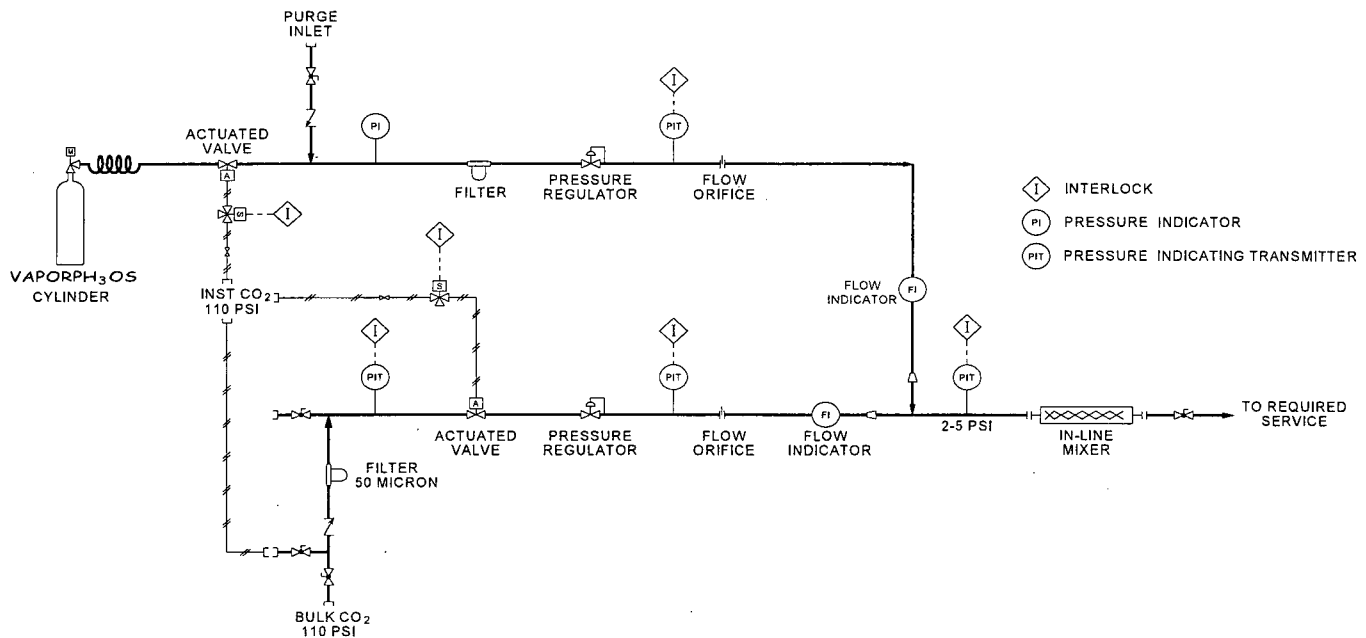 PURGE
INLET
I
PI
PIT
ACTUATED
VALVE
M
A
S
I
FILTER
PRESSURE
REGULATOR
FLOW
ORIFICE
I INTERLOCK
PI PRESSURE INDICATOR
PIT PRESSURE INDICATING TRANSMITTER
VAPORPH₃OS
CYLINDER
I
S
INST CO₂
110 PSI
FLOW
INDICATOR
FI
I
I
I
PIT
PIT
PIT
A
FI
ACTUATED
VALVE
PRESSURE
REGULATOR
FLOW
ORIFICE
FLOW
INDICATOR
2-5 PSI
IN-LINE
MIXER
TO REQUIRED
SERVICE
FILTER
50 MICRON
BULK CO₂
110 PSI